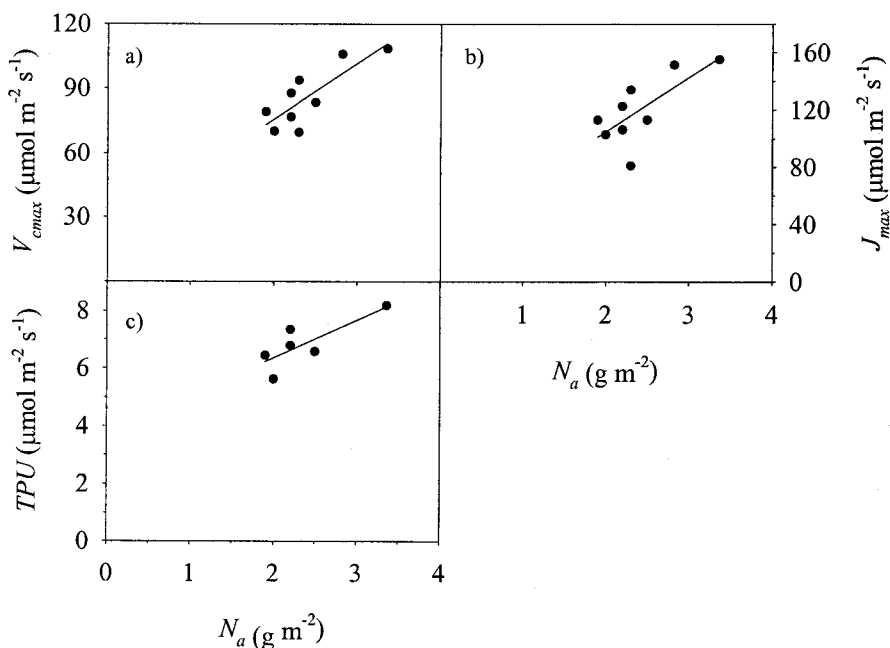 120
90
60
30
V_cmax (µmol m⁻² s⁻¹)
a)
b)
160
120
80
40
0
J_max (µmol m⁻² s⁻¹)
1 2 3 4
N_a (g m⁻²)
8
6
4
2
0
TPU (µmol m⁻² s⁻¹)
c)
0 1 2 3 4
N_a (g m⁻²)